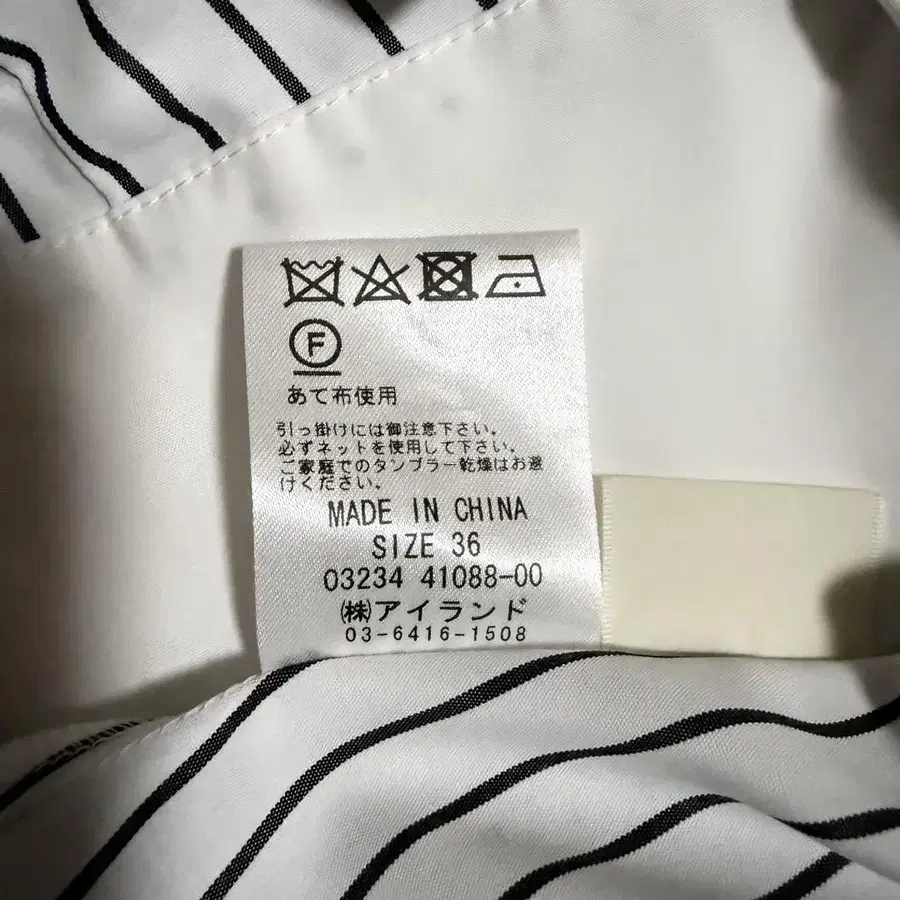 F
あて布使用
引っ掛けには御注意下さい。
必ずネットを使用して下さい。
ご家庭でのタンブラー乾燥はお避
けください。
MADE IN CHINA
SIZE 36
03234 41088-00
㈱アイランド
03-6416-1508